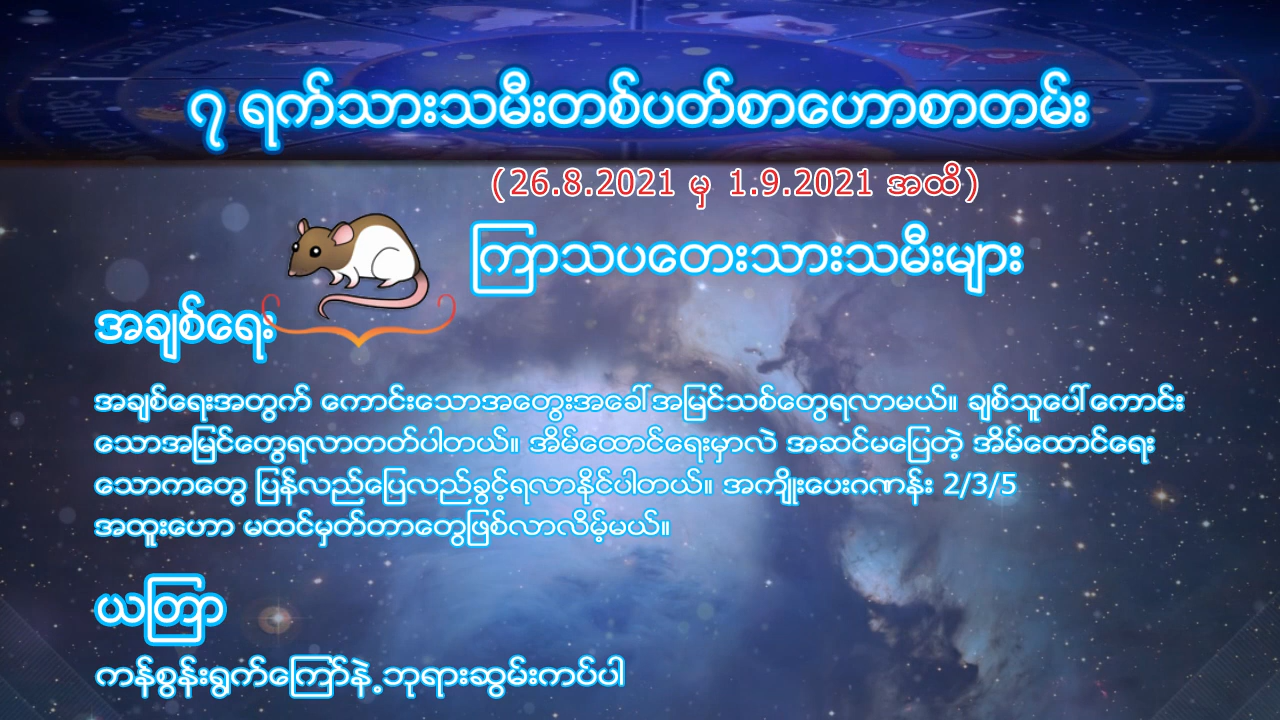 ၇ ရက်သားသမီးတစ်ပတ်စာဟောစာတမ်း
(26.8.2021 မှ 1.9.2021 အထိ)
ကြာသပတေးသားသမီးများ
အချစ်ရေး
အချစ်ရေးအတွက် ကောင်းသောအတွေးအခေါ် အမြင်သစ်တွေရလာမယ်။ ချစ်သူပေါ် ကောင်း
သောအမြင်တွေရလာတတ်ပါတယ်။ အိမ်ထောင်ရေးမှာလဲ အဆင်မပြေတဲ့ အိမ်ထောင်ရေး
သောကတွေ ပြန်လည်ပြေလည်ခွင့်ရလာနိုင်ပါတယ်။ အကျိုးပေးဂဏန်း 2/3/5
အထူးဟော မထင်မှတ်တာတွေဖြစ်လာလိမ့်မယ်။
ယတြာ
ကန်စွန်းရွက်ကြော်နဲ့ ဘုရားဆွမ်းကပ်ပါ